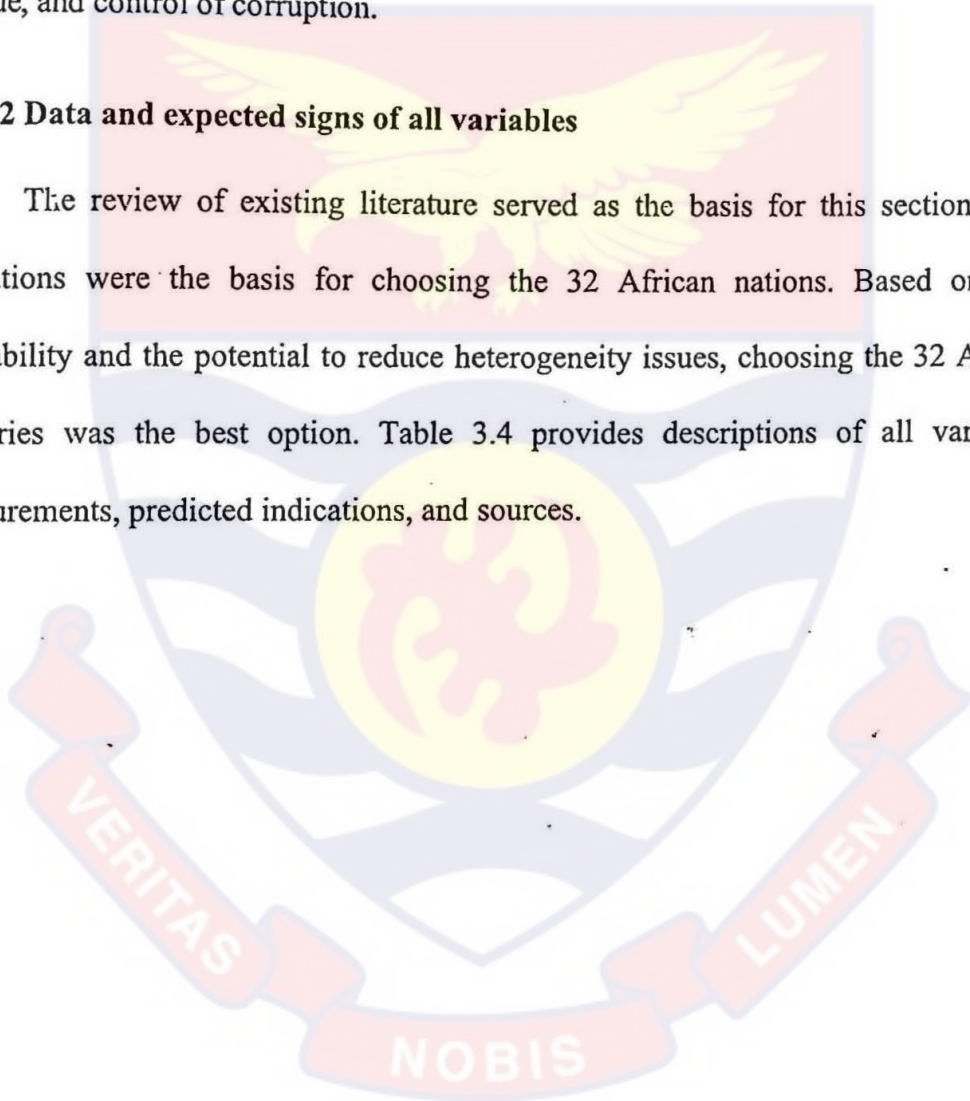 ue, and control of corruption.
2 Data and expected signs of all variables
The review of existing literature served as the basis for this section
tions were the basis for choosing the 32 African nations. Based on
bility and the potential to reduce heterogeneity issues, choosing the 32 A
ries was the best option. Table 3.4 provides descriptions of all var
urements, predicted indications, and sources.
VERITAS
NOBIS
LUMEN